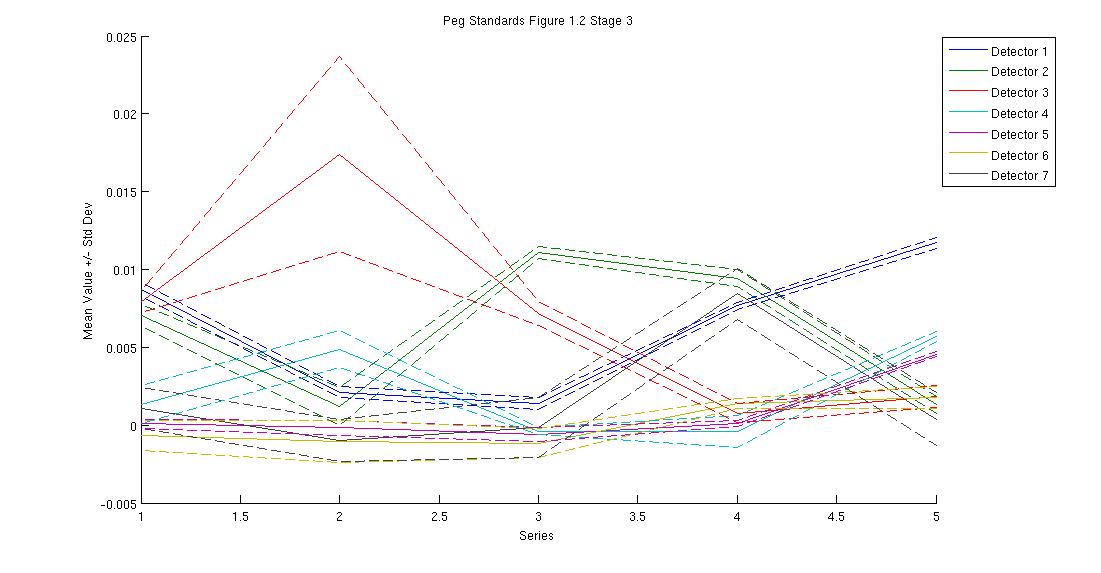 Peg Standards Figure 1.2 Stage 3
0.025
0.02
0.015
0.01
0.005
0
-0.005
Mean Value +/- Std Dev
1 1.5 2 2.5 3 3.5 4 4.5 5
Series
Detector 1
Detector 2
Detector 3
Detector 4
Detector 5
Detector 6
Detector 7